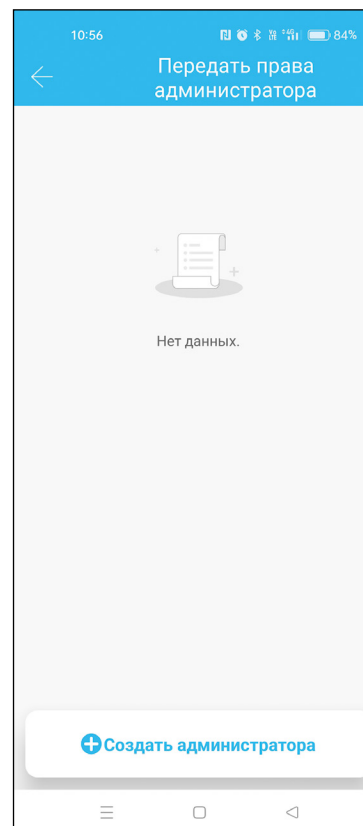 10:56
84%
Передать права
администратора
Нет данных.
Создать администратора